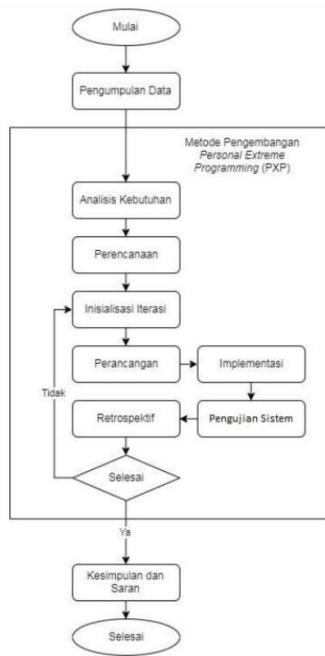 Mulai
Pengumpulan Data
Metode Pengembangan
Personal Extreme
Programming (PXP)
Analisis Kebutuhan
Perencanaan
Inisialisasi Iterasi
Perancangan
Implementasi
Tidak
Retrospektif
Pengujian Sistem
Selesai
Ya
Kesimpulan dan
Saran
Selesai